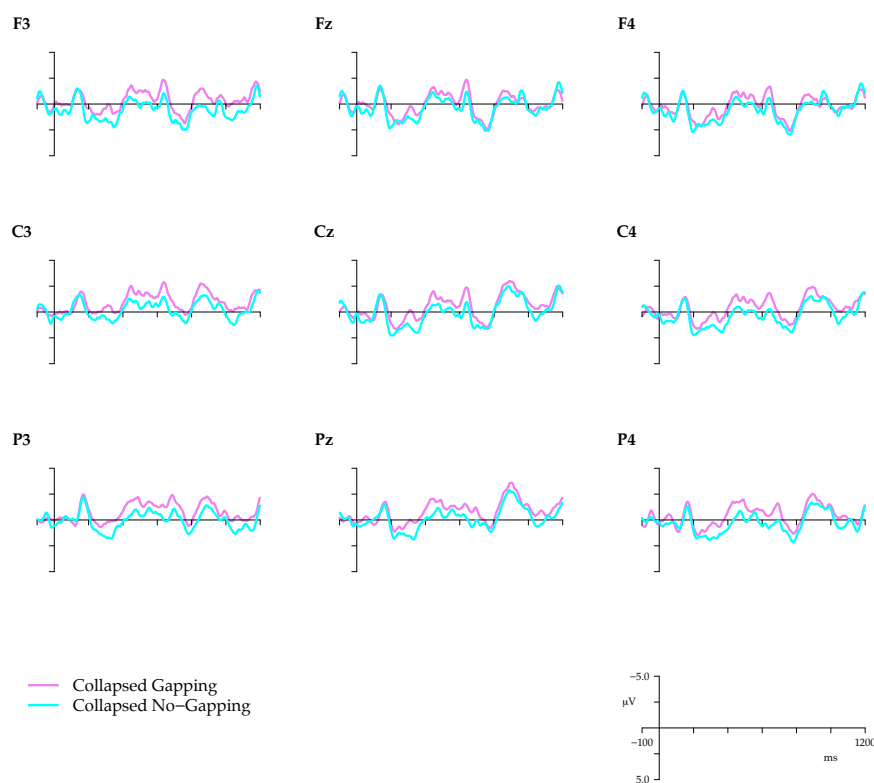 F3
Fz
F4
C3
Cz
C4
P3
Pz
P4
Collapsed Gapping
Collapsed No−Gapping
−5.0
μV
−100
1200
ms
5.0